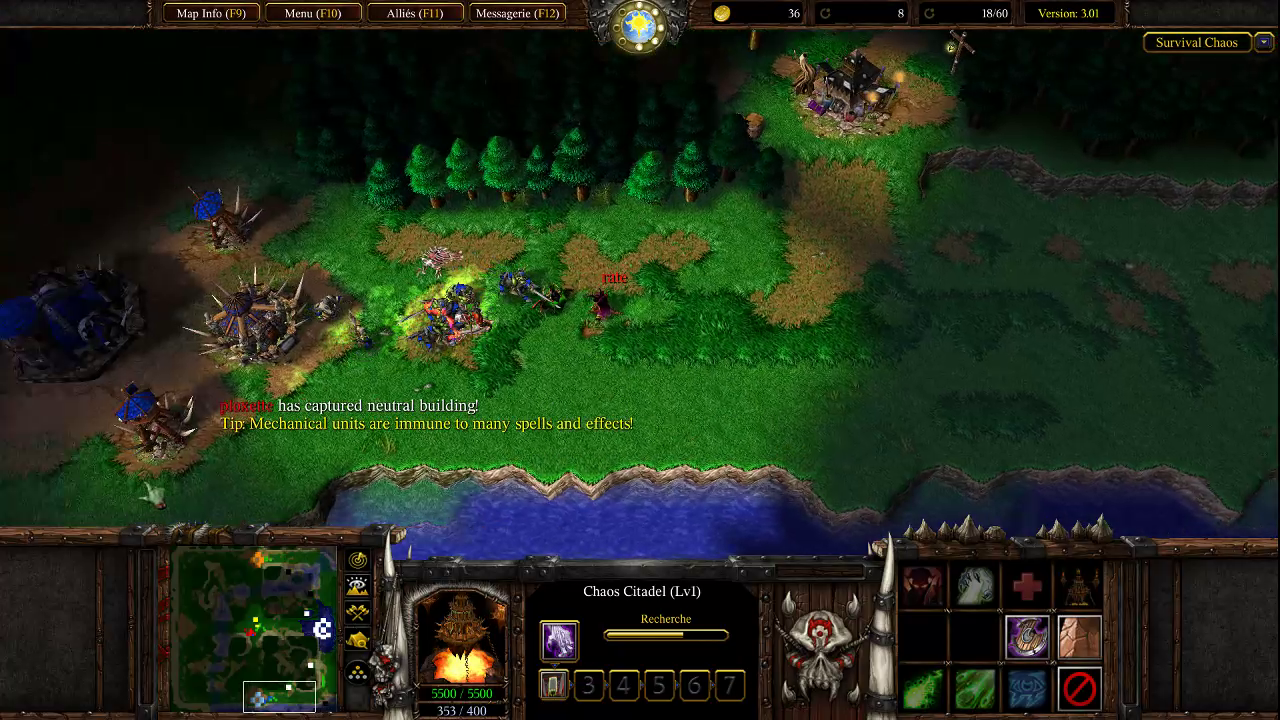 Map Info (F9) Menu (F10) Alliés (F11) Messagerie (F12) 36 8 18/60 Version: 3.01
Survival Chaos
rate
ploxette has captured neutral building!
Tip: Mechanical units are immune to many spells and effects!
Chaos Citadel (Lv1)
Recherche
3 4 5 6 7
5500 / 5500
353 / 400